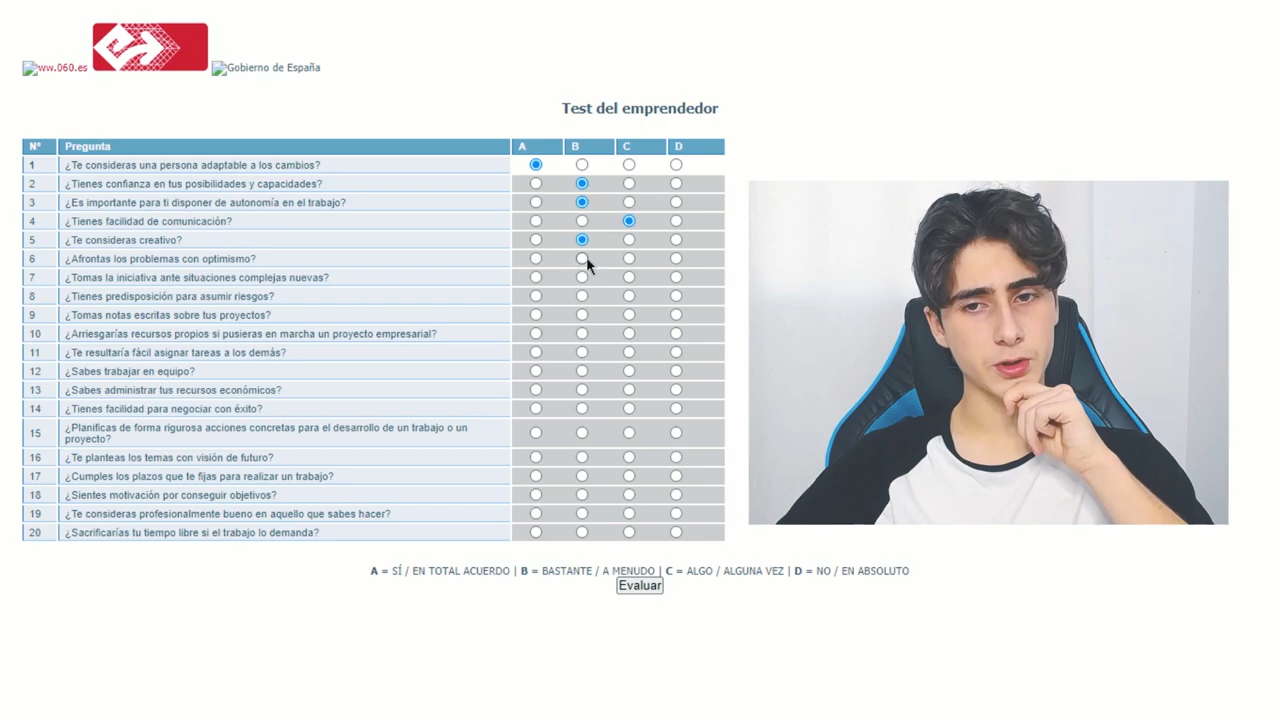 ww.060.es
Gobierno de España
Test del emprendedor
Nº Pregunta A B C D
1 ¿Te consideras una persona adaptable a los cambios?
2 ¿Tienes confianza en tus posibilidades y capacidades?
3 ¿Es importante para ti disponer de autonomía en el trabajo?
4 ¿Tienes facilidad de comunicación?
5 ¿Te consideras creativo?
6 ¿Afrontas los problemas con optimismo?
7 ¿Tomas la iniciativa ante situaciones complejas nuevas?
8 ¿Tienes predisposición para asumir riesgos?
9 ¿Tomas notas escritas sobre tus proyectos?
10 ¿Arriesgarías recursos propios si pusieras en marcha un proyecto empresarial?
11 ¿Te resultaría fácil asignar tareas a los demás?
12 ¿Sabes trabajar en equipo?
13 ¿Sabes administrar tus recursos económicos?
14 ¿Tienes facilidad para negociar con éxito?
15 ¿Planificas de forma rigurosa acciones concretas para el desarrollo de un trabajo o un
proyecto?
16 ¿Te planteas los temas con visión de futuro?
17 ¿Cumples los plazos que te fijas para realizar un trabajo?
18 ¿Sientes motivación por conseguir objetivos?
19 ¿Te consideras profesionalmente bueno en aquello que sabes hacer?
20 ¿Sacrificarías tu tiempo libre si el trabajo lo demanda?
A = SÍ / EN TOTAL ACUERDO | B = BASTANTE / A MENUDO | C = ALGO / ALGUNA VEZ | D = NO / EN ABSOLUTO
Evaluar